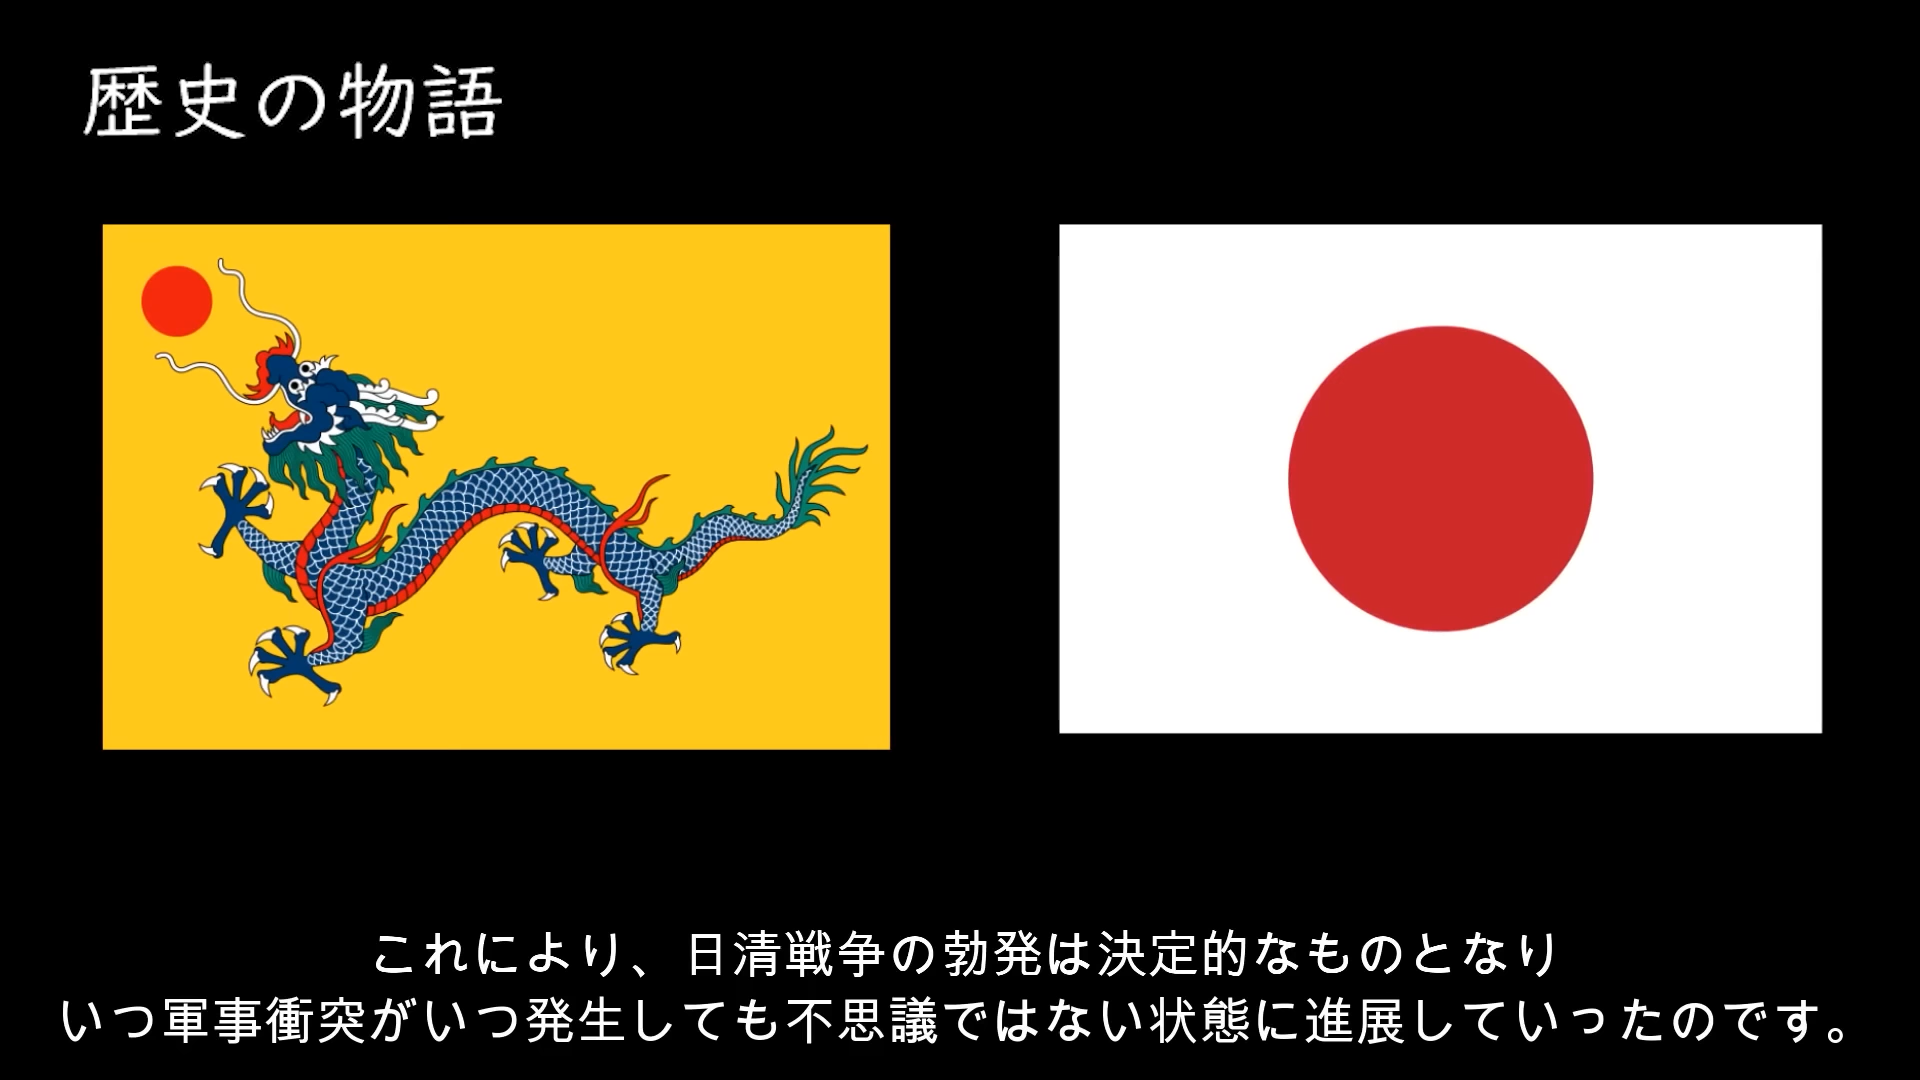 歴史の物語
これにより、日清戦争の勃発は決定的なものとなり
いつ軍事衝突がいつ発生しても不思議ではない状態に進展していったのです。